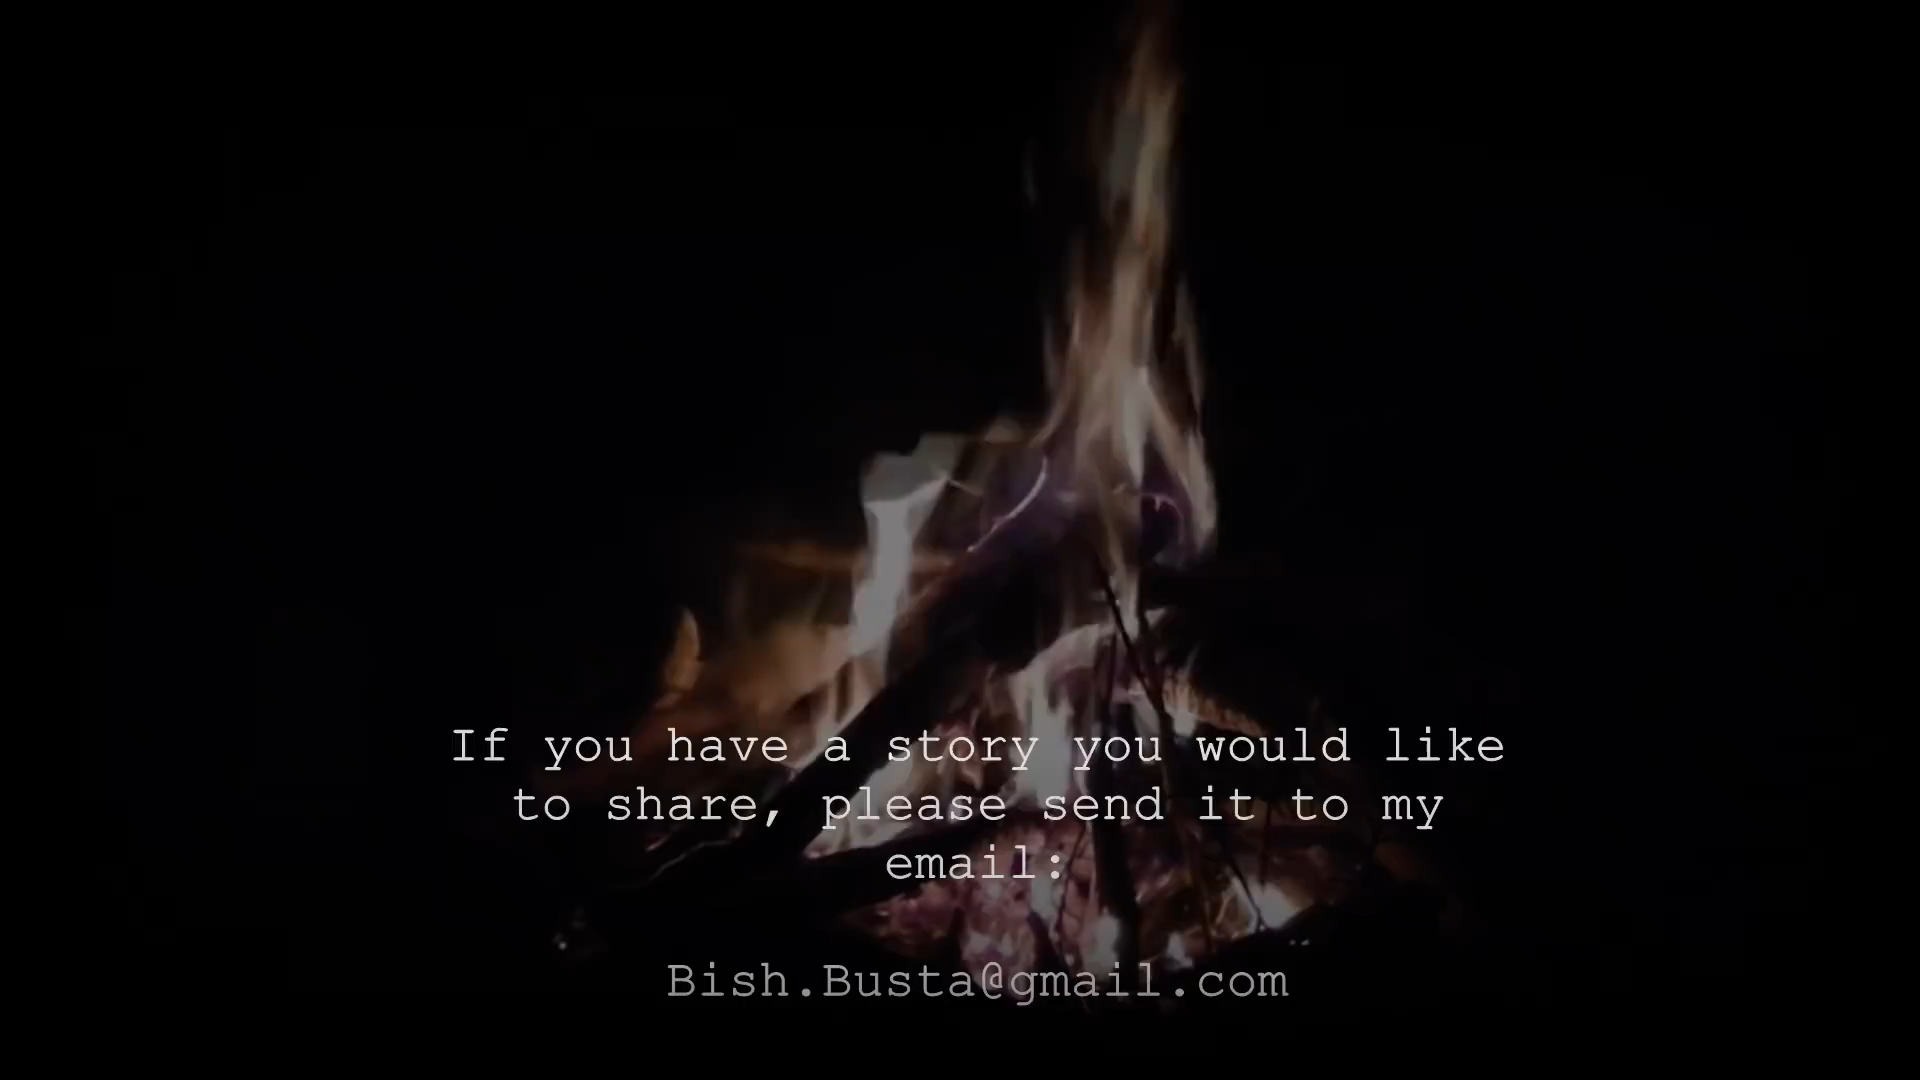 If you have a story you would like
to share, please send it to my
email:
Bish.Busta@gmail.com